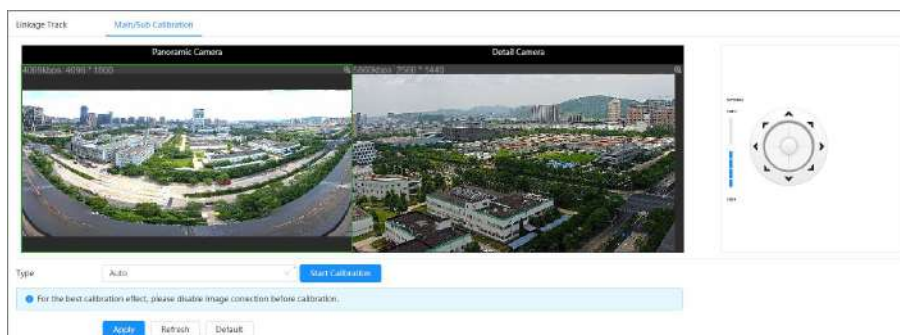 Linkage Track Main/Sub Calibration
Panoramic Camera Detail Camera
Type Auto Start Calibration
For the best calibration effect, please disable image correction before calibration.
Apply Refresh Default